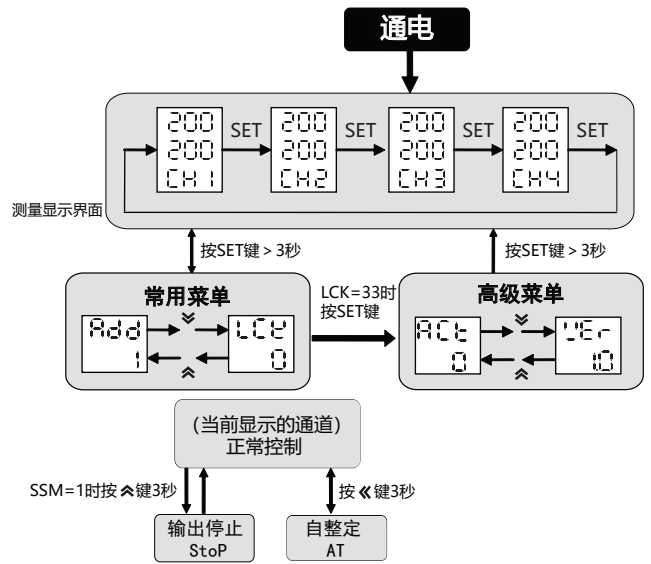 通电
200 SET 200 SET 200 SET 200 SET
200 200 200 200
CH1 CH2 CH3 CH4
测量显示界面
按SET键 > 3秒
按SET键 > 3秒
常用菜单
Add LCK
1 0
LCK=33时
按SET键
高级菜单
ACt VEr
0 1.0
(当前显示的通道)
正常控制
SSM=1时按键3秒
按键3秒
输出停止
StoP
自整定
AT